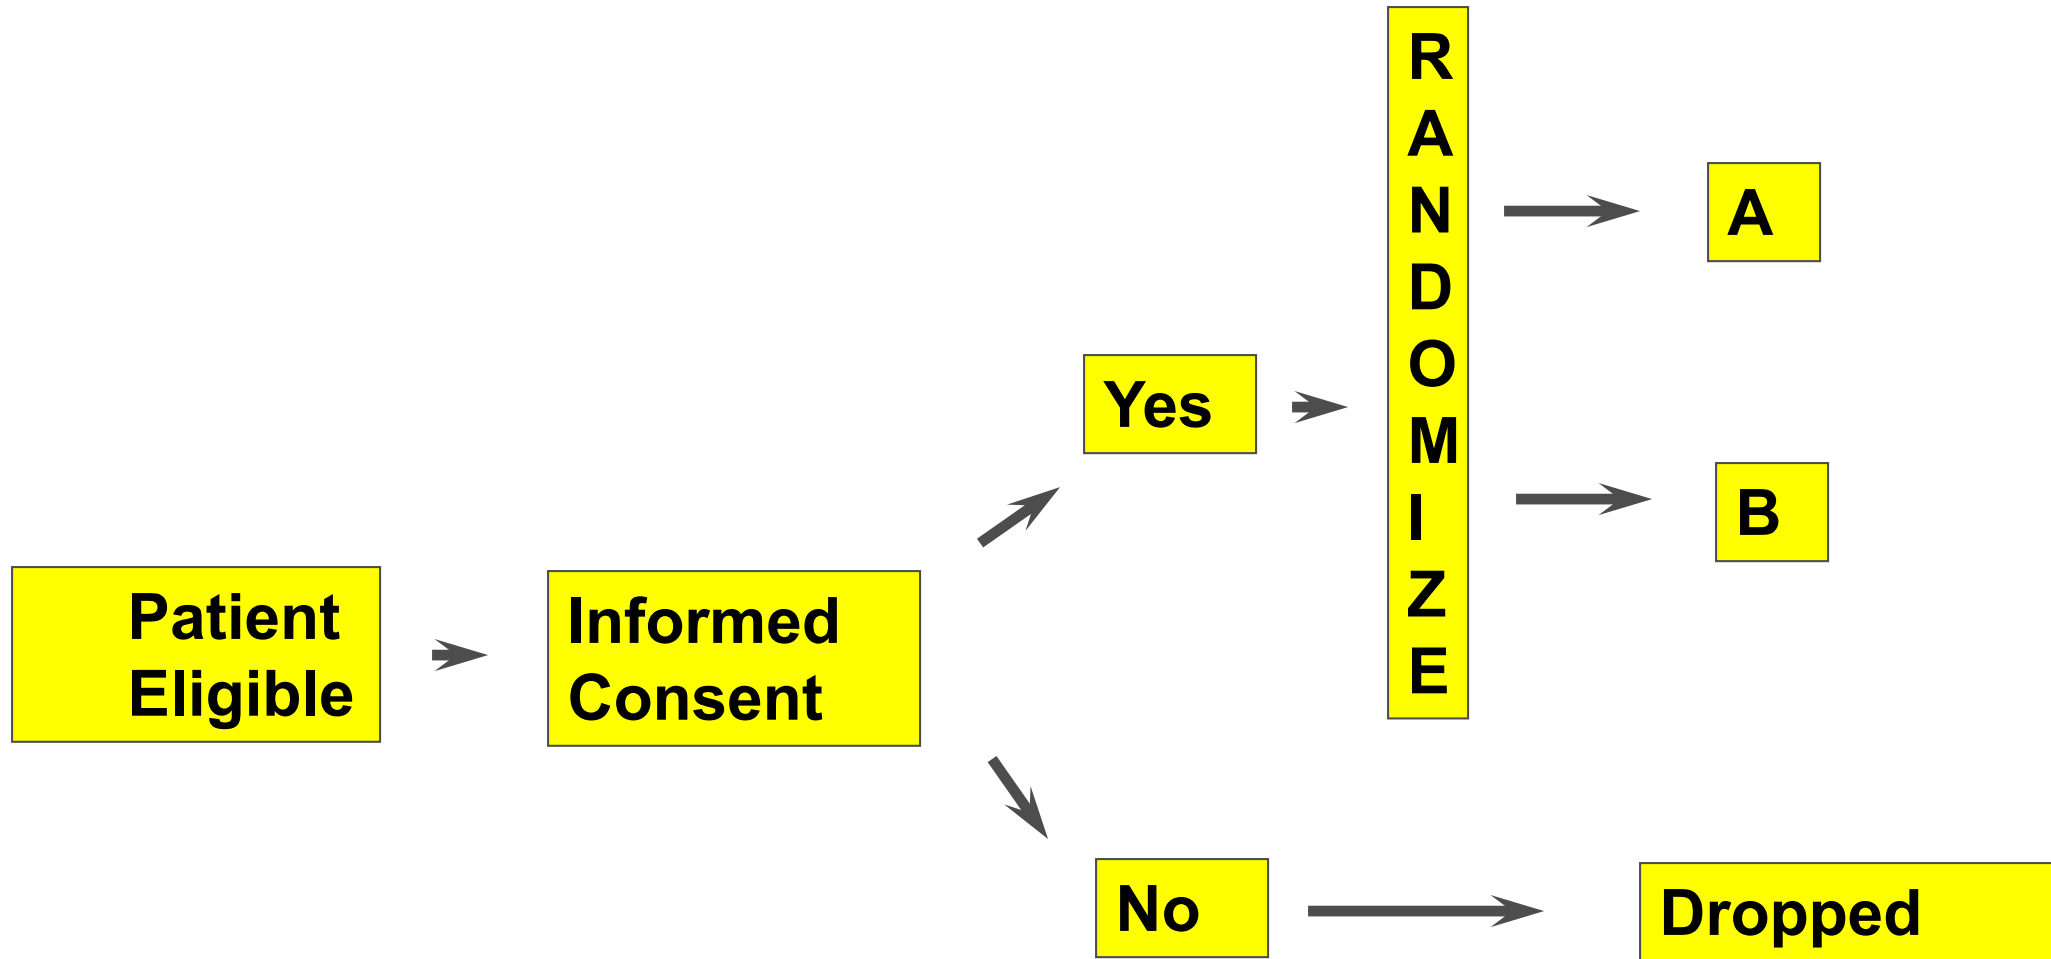 Patient
Eligible
Informed
Consent
Yes
No
R
A
N
D
O
M
I
Z
E
A
B
Dropped